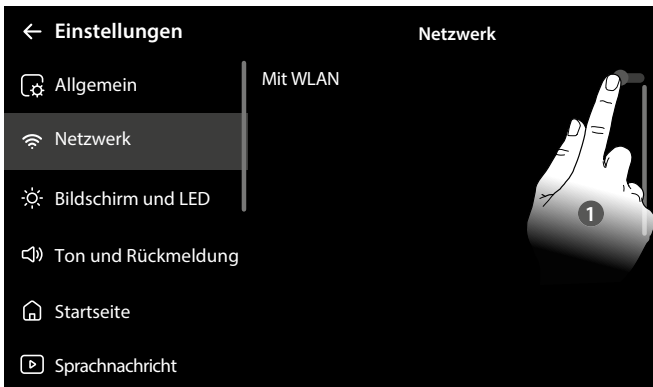 Einstellungen
Netzwerk
Allgemein
Mit WLAN
Netzwerk
Bildschirm und LED
1
Ton und Rückmeldung
Startseite
Sprachnachricht